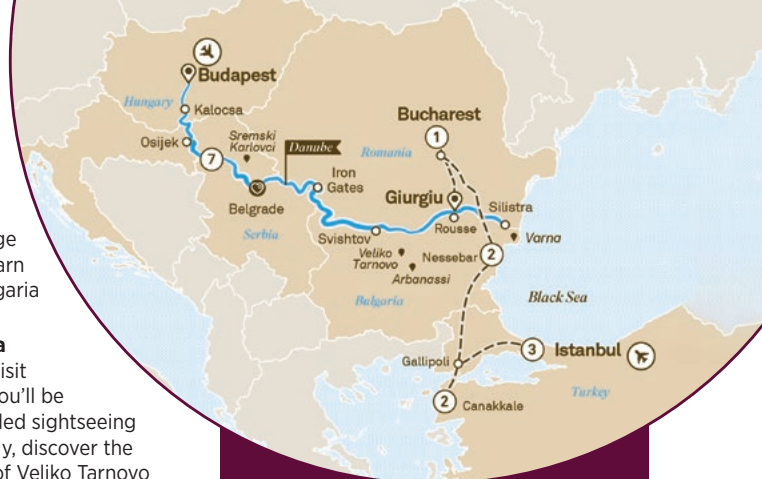 Budapest
Hungary
Kalocsa
Osijek
7
Sremski
Karlovci
Danube
Belgrade
Serbia
Iron
Gates
Romania
Bucharest
1
Giurgiu
Rousse
Silistra
Varna
Svishtov
Veliko
Tarnovo
Arbanassi
Nessebar
2
Bulgaria
Black Sea
Gallipoli
3
Istanbul
2
Canakkale
Turkey
ge
arn
garia
a
isit
ou'll be
ded sightseeing
y, discover the
of Veliko Tarnovo